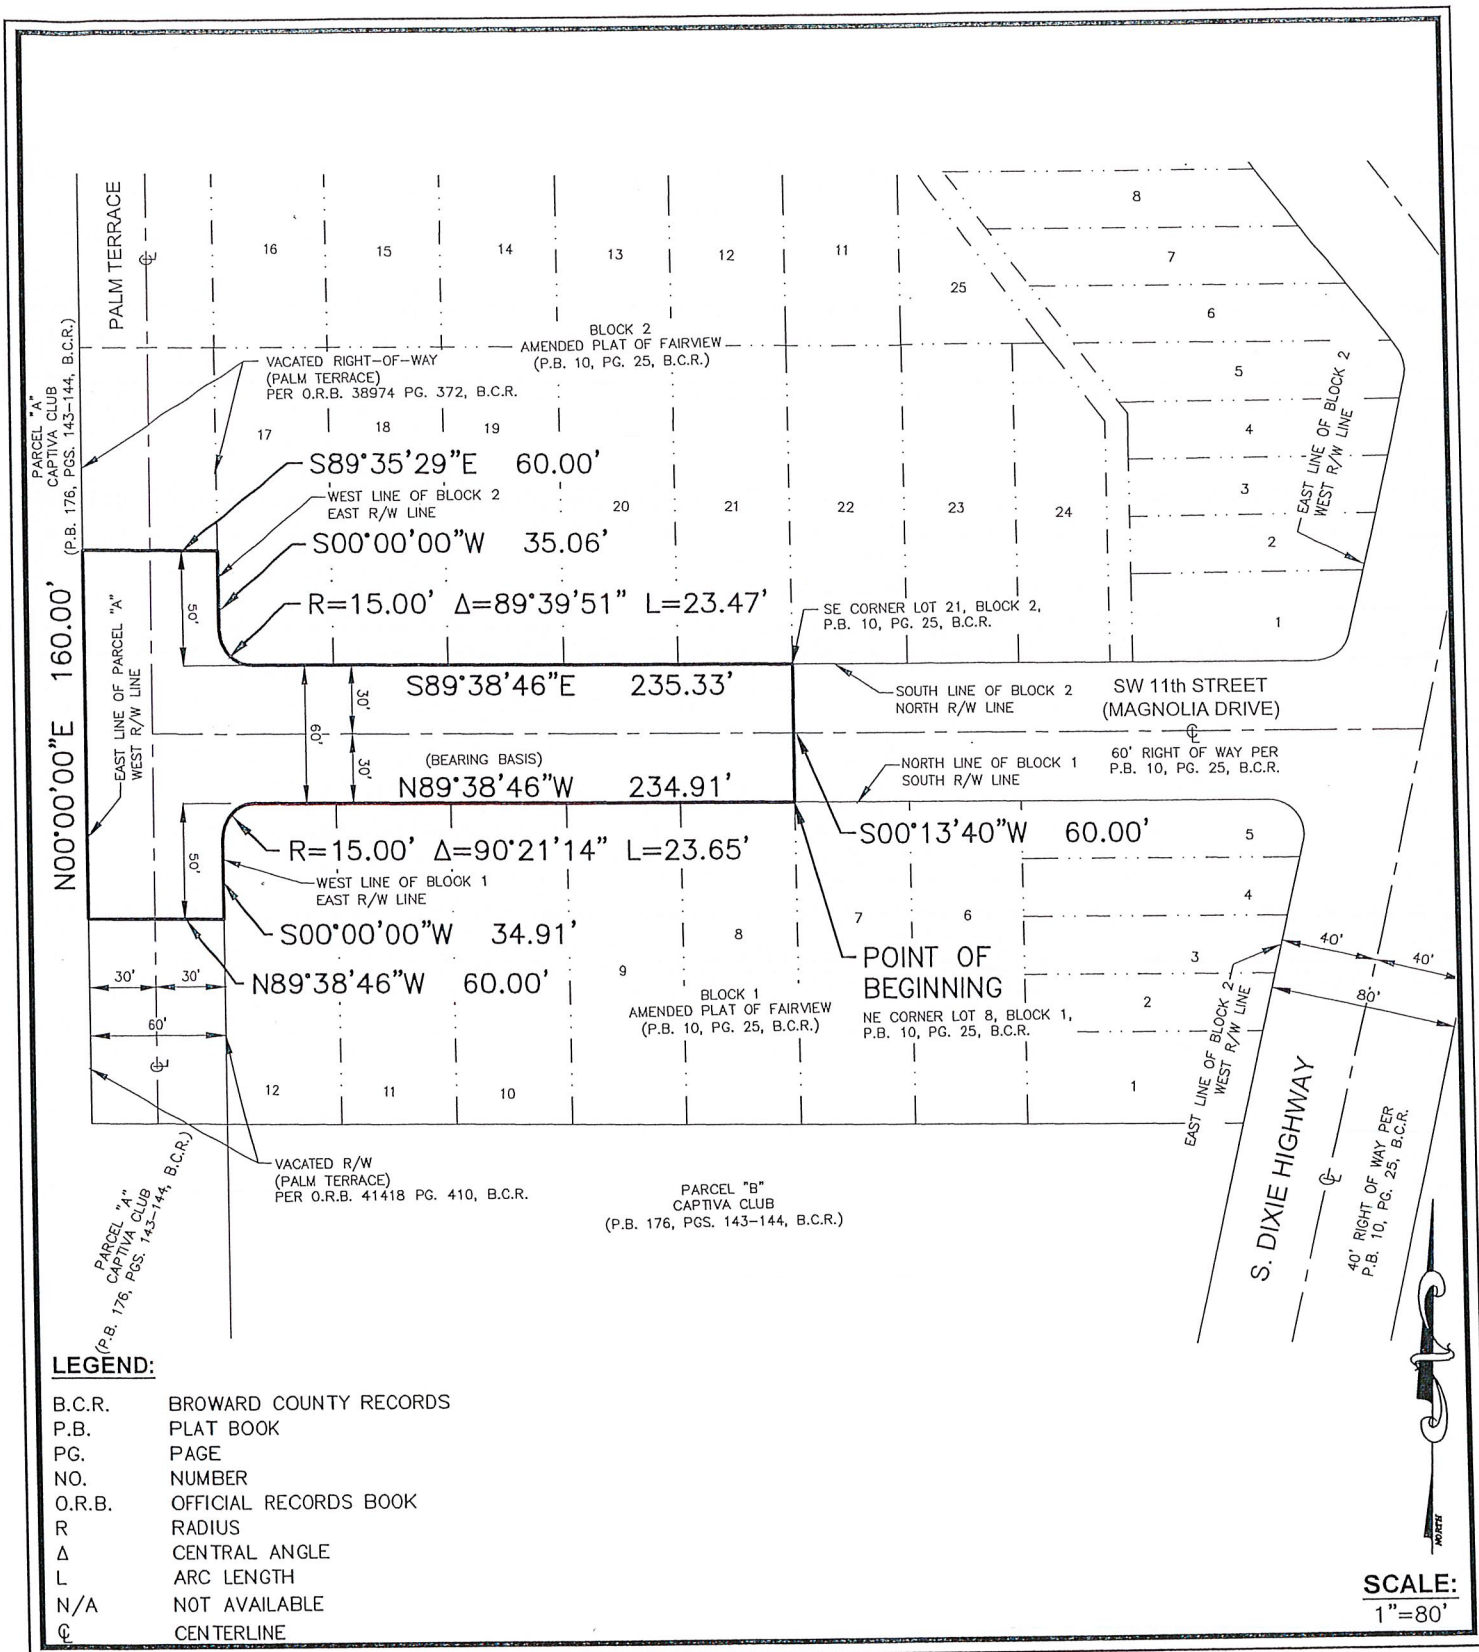 PALM TERRACE
℄
16
15
14
13
12
11
25
8
7
6
5
4
3
2
1
BLOCK 2
AMENDED PLAT OF FAIRVIEW
(P.B. 10, PG. 25, B.C.R.)
VACATED RIGHT-OF-WAY
(PALM TERRACE)
PER O.R.B. 38974 PG. 372, B.C.R.
PARCEL "A"
CAPTIVA CLUB
(P.B. 176, PGS. 143-144, B.C.R.)
17
18
19
20
21
22
23
24
S89°35'29"E 60.00'
WEST LINE OF BLOCK 2
EAST R/W LINE
S00°00'00"W 35.06'
R=15.00' Δ=89°39'51" L=23.47'
EAST LINE OF BLOCK 2
WEST R/W LINE
SE CORNER LOT 21, BLOCK 2,
P.B. 10, PG. 25, B.C.R.
N00°00'00"E 160.00'
EAST LINE OF PARCEL "A"
WEST R/W LINE
50'
S89°38'46"E 235.33'
30'
60'
30'
SOUTH LINE OF BLOCK 2
NORTH R/W LINE
SW 11th STREET
(MAGNOLIA DRIVE)
℄
60' RIGHT OF WAY PER
P.B. 10, PG. 25, B.C.R.
(BEARING BASIS)
N89°38'46"W 234.91'
NORTH LINE OF BLOCK 1
SOUTH R/W LINE
S00°13'40"W 60.00'
50'
R=15.00' Δ=90°21'14" L=23.65'
WEST LINE OF BLOCK 1
EAST R/W LINE
S00°00'00"W 34.91'
N89°38'46"W 60.00'
30'
30'
60'
℄
5
4
3
2
1
6
7
8
9
10
11
12
POINT OF
BEGINNING
NE CORNER LOT 8, BLOCK 1,
P.B. 10, PG. 25, B.C.R.
BLOCK 1
AMENDED PLAT OF FAIRVIEW
(P.B. 10, PG. 25, B.C.R.)
EAST LINE OF BLOCK 2
WEST R/W LINE
40'
40'
80'
S. DIXIE HIGHWAY
℄
40' RIGHT OF WAY PER
P.B. 10, PG. 25, B.C.R.
VACATED R/W
(PALM TERRACE)
PER O.R.B. 41418 PG. 410, B.C.R.
PARCEL "A"
CAPTIVA CLUB
(P.B. 176, PGS. 143-144, B.C.R.)
PARCEL "B"
CAPTIVA CLUB
(P.B. 176, PGS. 143-144, B.C.R.)
LEGEND:
B.C.R. BROWARD COUNTY RECORDS
P.B. PLAT BOOK
PG. PAGE
NO. NUMBER
O.R.B. OFFICIAL RECORDS BOOK
R RADIUS
Δ CENTRAL ANGLE
L ARC LENGTH
N/A NOT AVAILABLE
℄ CENTERLINE
NORTH
SCALE:
1"=80'